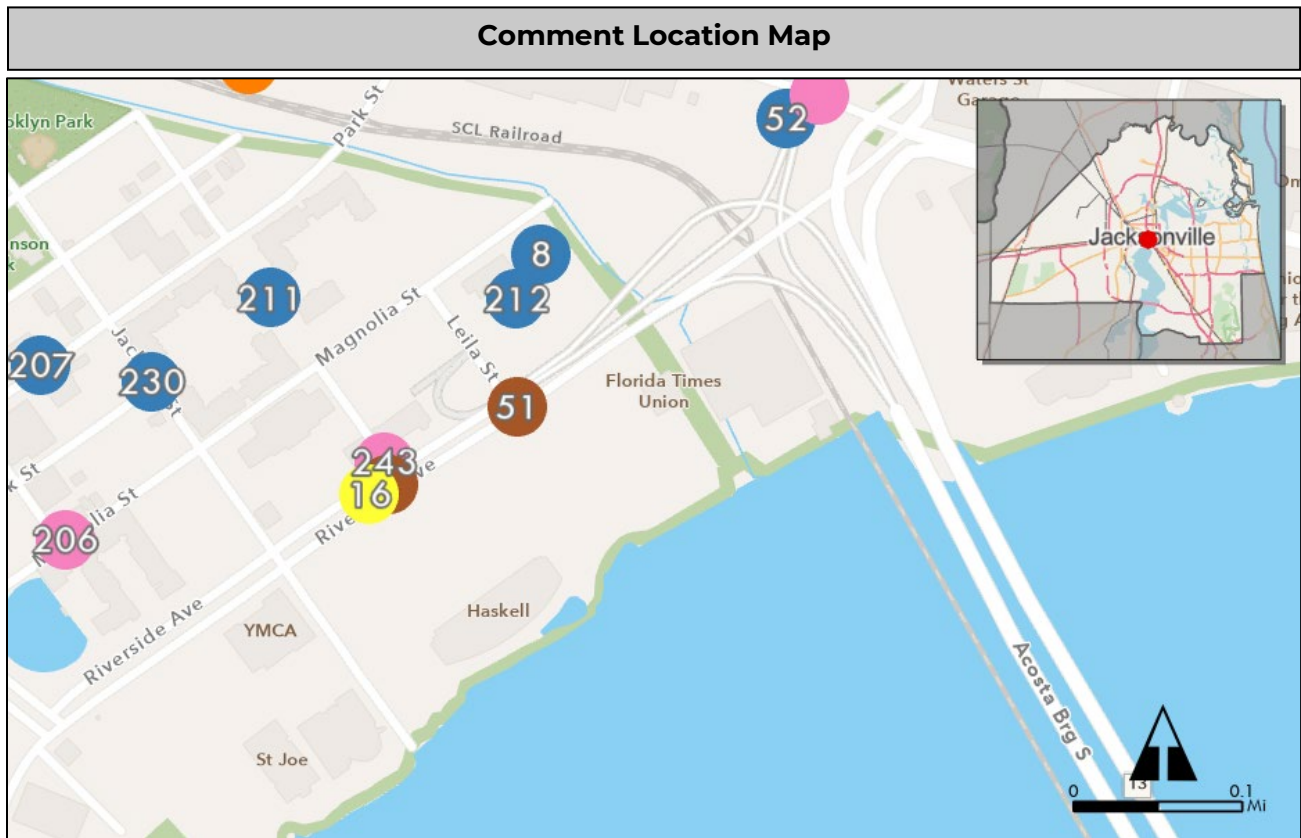 Comment Location Map
Waters St
Garage
52
SCL Railroad
Park St
oklyn Park
Jacksonville
nson
8
212
211
Magnolia St
Leila St
207
230
Florida Times
Union
51
243
16
206
Riverside Ave
YMCA
Haskell
St Joe
Acosta Brg S
13
0
0.1
Mi